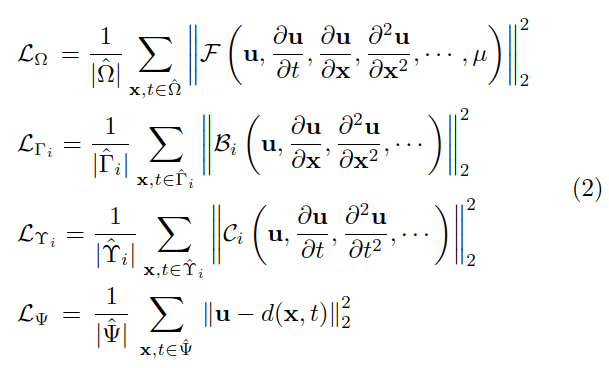 \mathcal{L}_{\Omega} = \frac{1}{|\hat{\Omega}|} \sum_{\mathbf{x},t \in \hat{\Omega}} \left\| \mathcal{F} \left( \mathbf{u}, \frac{\partial \mathbf{u}}{\partial t}, \frac{\partial \mathbf{u}}{\partial \mathbf{x}}, \frac{\partial^2 \mathbf{u}}{\partial \mathbf{x}^2}, \cdots, \mu \right) \right\|_2^2
\mathcal{L}_{\Gamma_i} = \frac{1}{|\hat{\Gamma}_i|} \sum_{\mathbf{x},t \in \hat{\Gamma}_i} \left\| \mathcal{B}_i \left( \mathbf{u}, \frac{\partial \mathbf{u}}{\partial \mathbf{x}}, \frac{\partial^2 \mathbf{u}}{\partial \mathbf{x}^2}, \cdots \right) \right\|_2^2
(2)
\mathcal{L}_{\Upsilon_i} = \frac{1}{|\hat{\Upsilon}_i|} \sum_{\mathbf{x},t \in \hat{\Upsilon}_i} \left\| \mathcal{C}_i \left( \mathbf{u}, \frac{\partial \mathbf{u}}{\partial t}, \frac{\partial^2 \mathbf{u}}{\partial t^2}, \cdots \right) \right\|_2^2
\mathcal{L}_{\Psi} = \frac{1}{|\hat{\Psi}|} \sum_{\mathbf{x},t \in \hat{\Psi}} \left\| \mathbf{u} - d(\mathbf{x}, t) \right\|_2^2